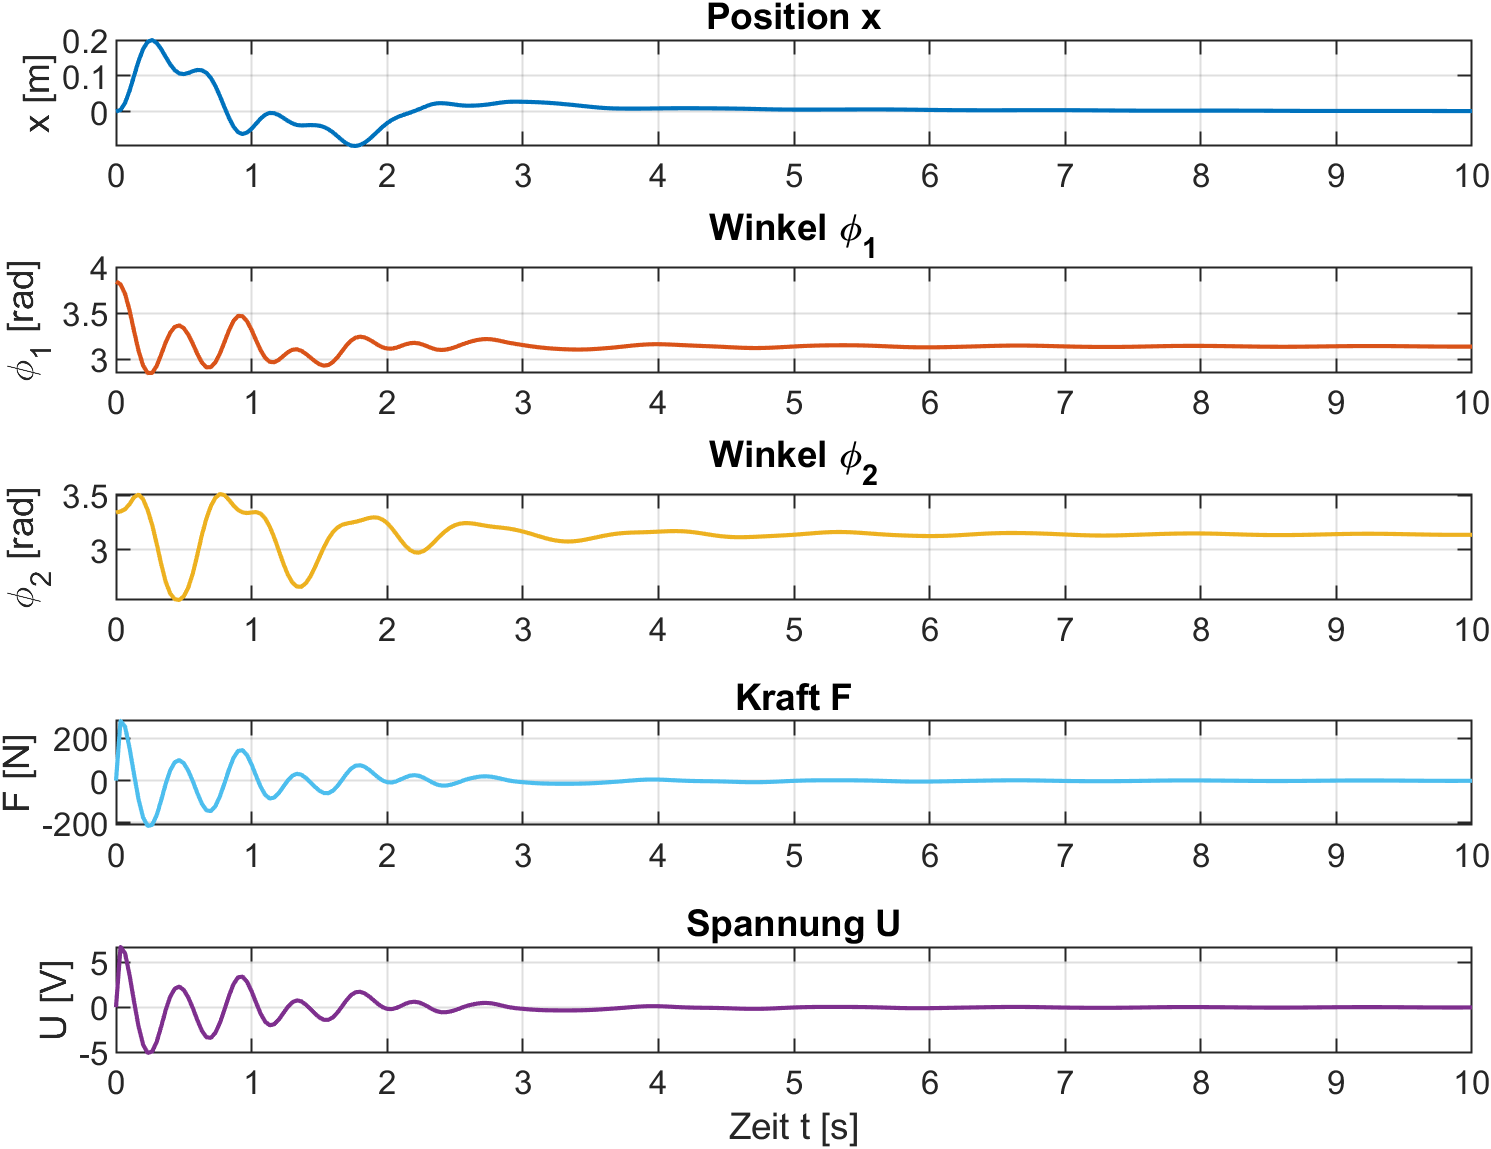 Position x
x [m]
0.2
0.1
0
0 1 2 3 4 5 6 7 8 9 10
Winkel ϕ₁
ϕ₁ [rad]
4
3.5
3
0 1 2 3 4 5 6 7 8 9 10
Winkel ϕ₂
ϕ₂ [rad]
3.5
3
0 1 2 3 4 5 6 7 8 9 10
Kraft F
F [N]
200
0
-200
0 1 2 3 4 5 6 7 8 9 10
Spannung U
U [V]
5
0
-5
0 1 2 3 4 5 6 7 8 9 10
Zeit t [s]